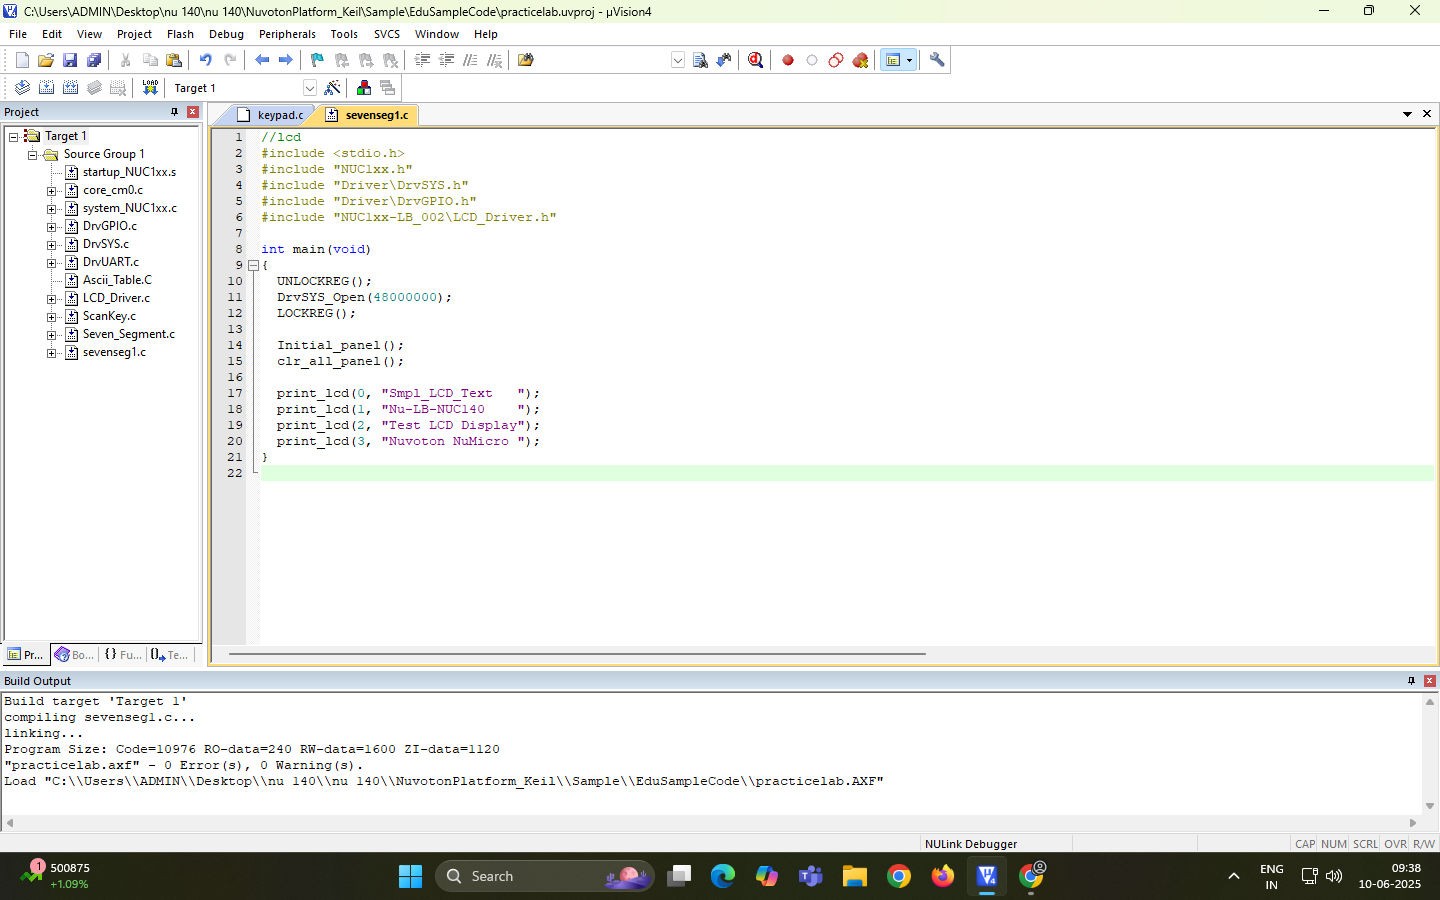 C:\Users\ADMIN\Desktop\nu 140\nu 140\NuvotonPlatform_Keil\Sample\EduSampleCode\practicelab.uvproj - µVision4
File Edit View Project Flash Debug Peripherals Tools SVCS Window Help
LOAD Target 1
Project
Target 1
Source Group 1
startup_NUC1xx.s
core_cm0.c
system_NUC1xx.c
DrvGPIO.c
DrvSYS.c
DrvUART.c
Ascii_Table.C
LCD_Driver.c
ScanKey.c
Seven_Segment.c
sevenseg1.c
Pr... Bo... {} Fu... 0 Te...
keypad.c sevenseg1.c
1 //lcd
2 #include <stdio.h>
3 #include "NUC1xx.h"
4 #include "Driver\DrvSYS.h"
5 #include "Driver\DrvGPIO.h"
6 #include "NUC1xx-LB_002\LCD_Driver.h"
7
8 int main(void)
9 {
10 UNLOCKREG();
11 DrvSYS_Open(48000000);
12 LOCKREG();
13
14 Initial_panel();
15 clr_all_panel();
16
17 print_lcd(0, "Smpl_LCD_Text   ");
18 print_lcd(1, "Nu-LB-NUC140    ");
19 print_lcd(2, "Test LCD Display");
20 print_lcd(3, "Nuvoton NuMicro ");
21 }
22
Build Output
Build target 'Target 1'
compiling sevenseg1.c...
linking...
Program Size: Code=10976 RO-data=240 RW-data=1600 ZI-data=1120
"practicelab.axf" - 0 Error(s), 0 Warning(s).
Load "C:\\Users\\ADMIN\\Desktop\\nu 140\\nu 140\\NuvotonPlatform_Keil\\Sample\\EduSampleCode\\practicelab.AXF"
NULink Debugger CAP NUM SCRL OVR R/W
1 500875
+1.09%
Search
ENG
IN
09:38
10-06-2025